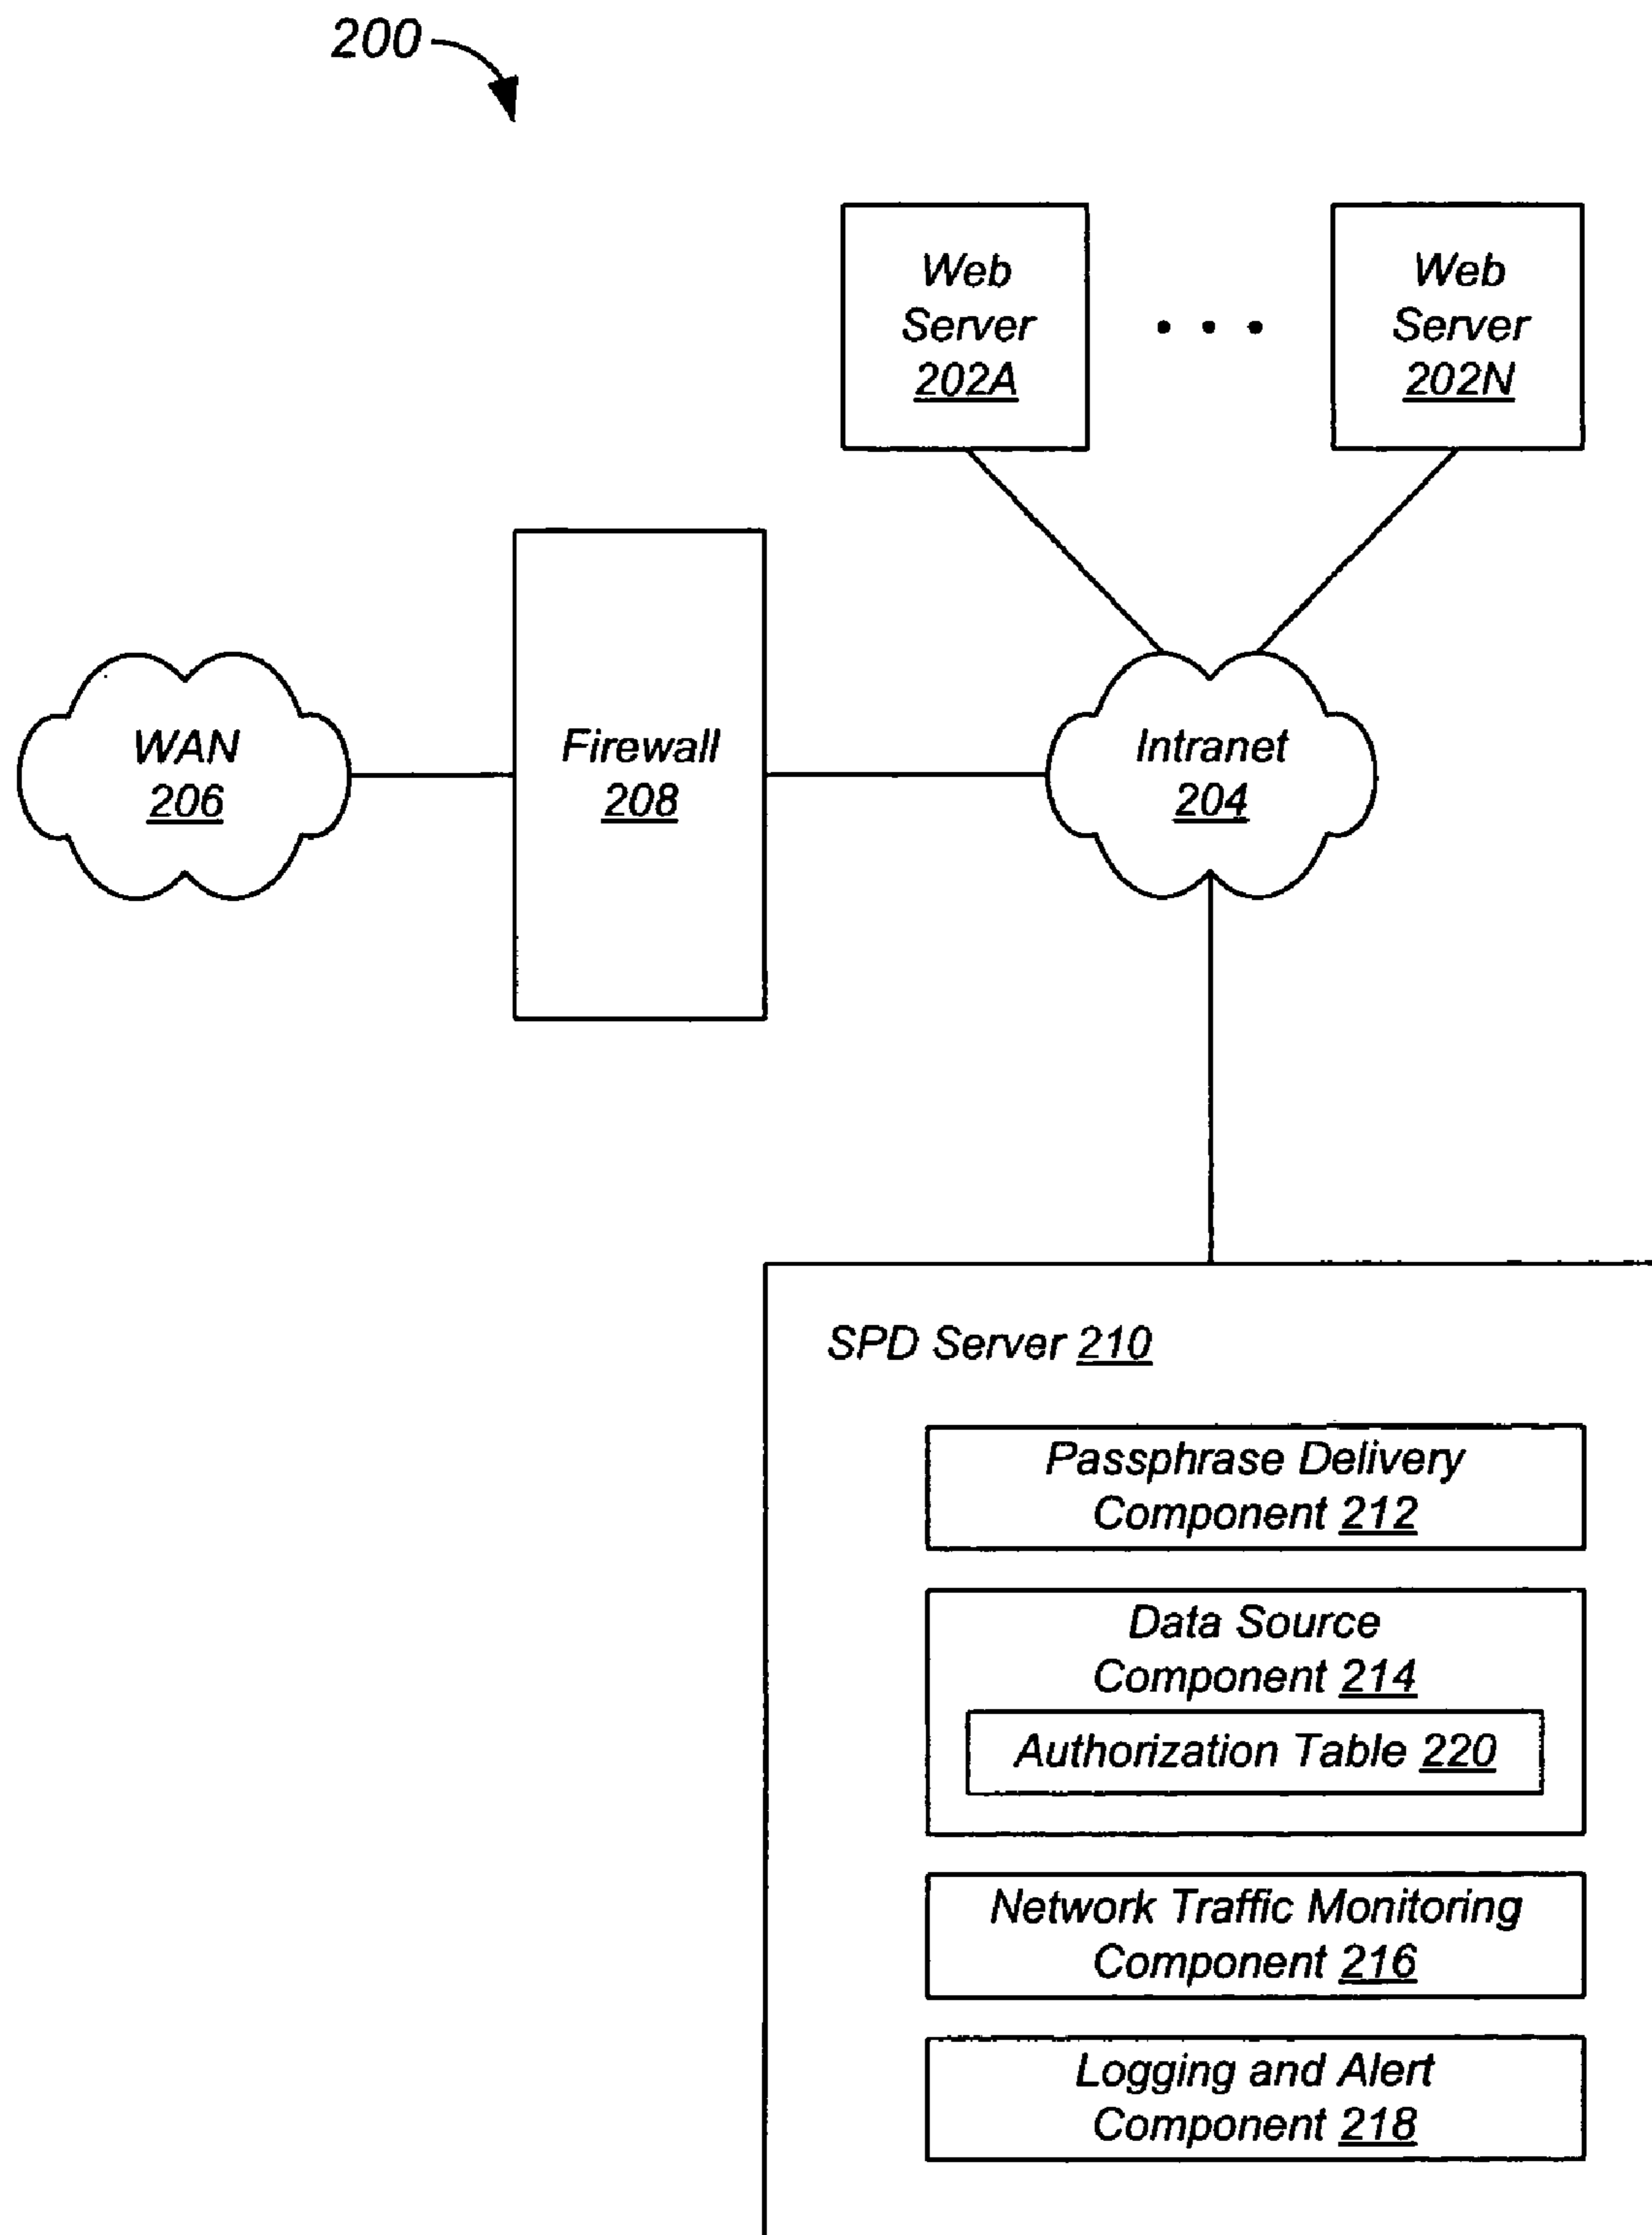 200
Web
Server
202A
Web
Server
202N
WAN
206
Firewall
208
Intranet
204
SPD Server 210
Passphrase Delivery
Component 212
Data Source
Component 214
Authorization Table 220
Network Traffic Monitoring
Component 216
Logging and Alert
Component 218